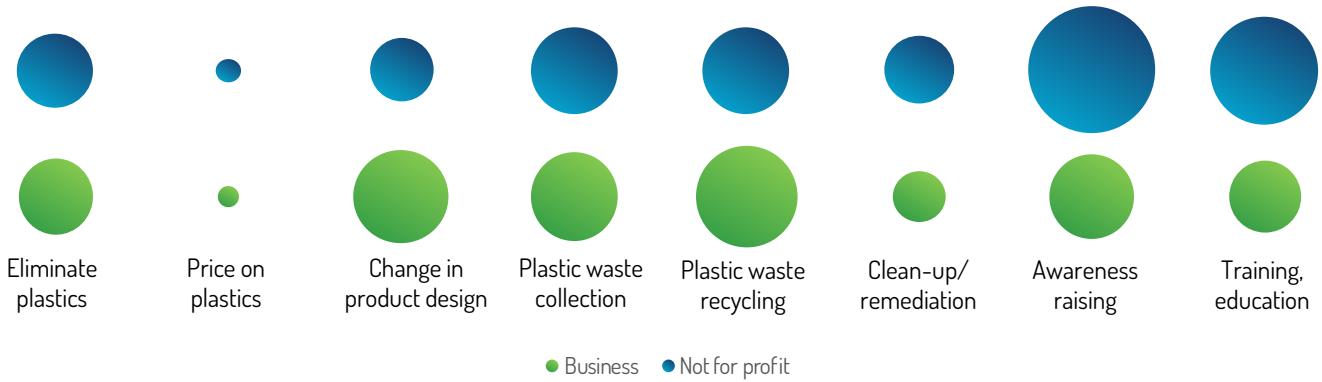 Eliminate
plastics
Price on
plastics
Change in
product design
Plastic waste
collection
Plastic waste
recycling
Clean-up/
remediation
Awareness
raising
Training,
education
Business
Not for profit